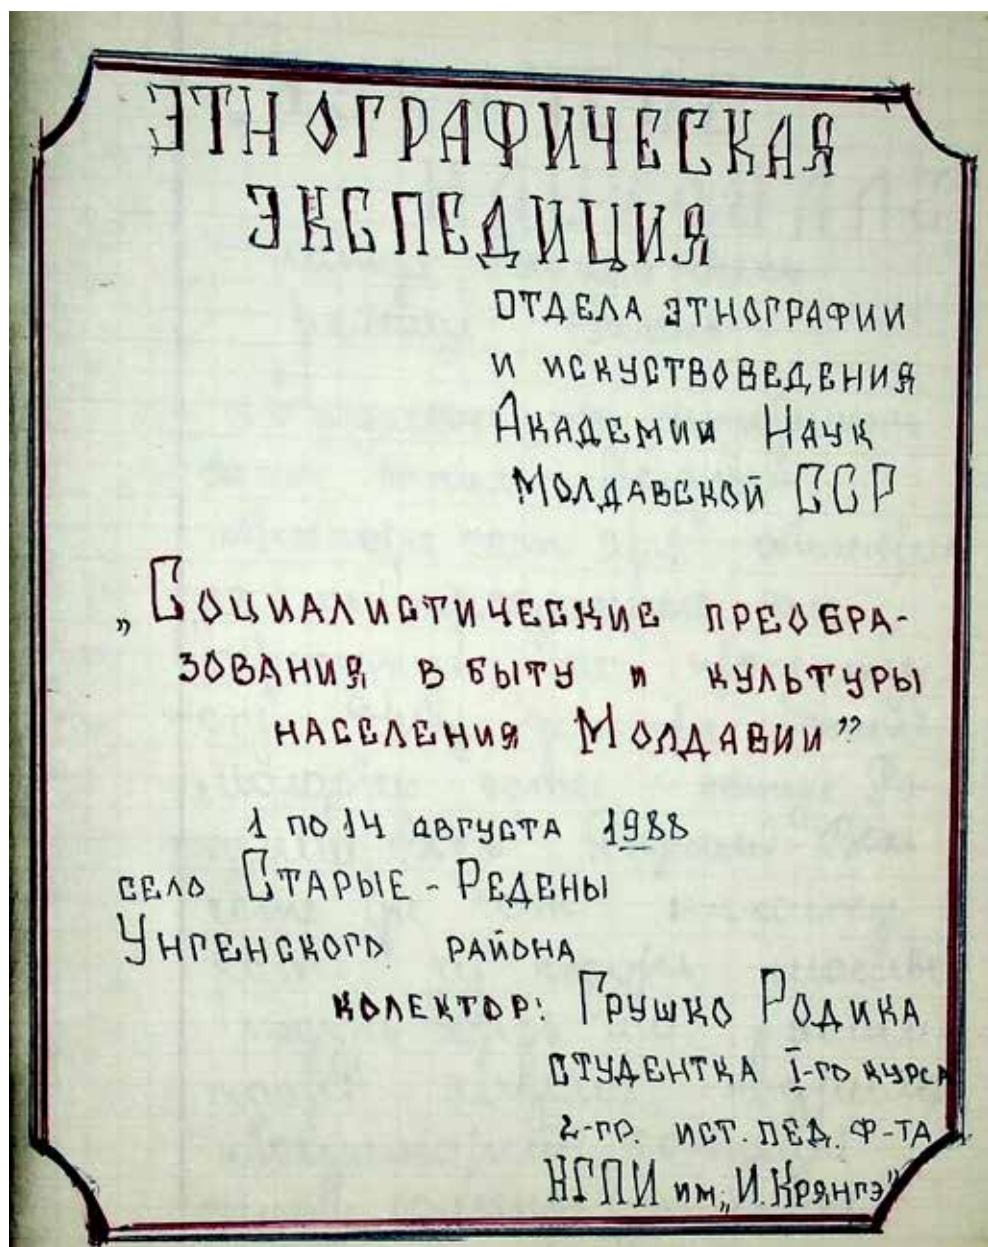 ЭТНОГРАФИЧЕСКАЯ
ЭКСПЕДИЦИЯ
ОТДЕЛА ЭТНОГРАФИИ
И ИСКУСТВОВЕДЕНИЯ
АКАДЕМИИ НАУК
МОЛДАВСКОЙ ССР
„СОЦИАЛИСТИЧЕСКИЕ ПРЕОБРА-
ЗОВАНИЯ В БЫТУ И КУЛЬТУРЫ
НАСЕЛЕНИЯ МОЛДАВИИ”
1 ПО 14 АВГУСТА 1988
СЕЛО СТАРЫЕ - РЕДЕНЫ
УНГЕНСКОГО РАЙОНА
КОЛЕКТОР: ГРУШКО РОДИКА
СТУДЕНТКА I-ГО КУРСА
2-ГР. ИСТ. ПЕД. Ф-ТА
КГПИ ИМ. „И. КРЯНГЭ”